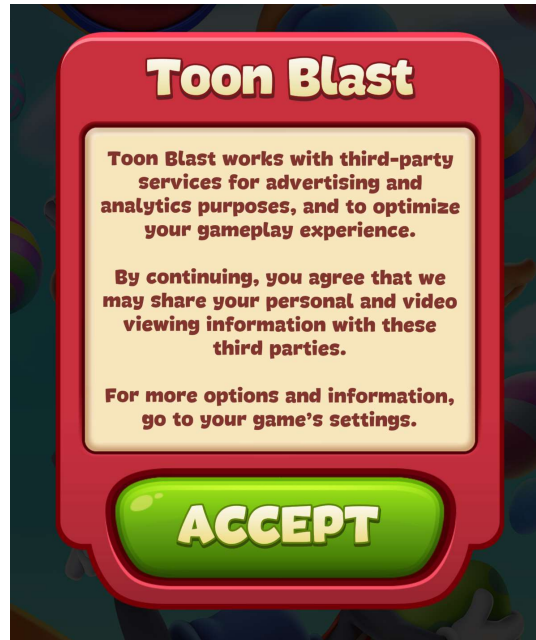 Toon Blast
Toon Blast works with third-party
services for advertising and
analytics purposes, and to optimize
your gameplay experience.
By continuing, you agree that we
may share your personal and video
viewing information with these
third parties.
For more options and information,
go to your game's settings.
ACCEPT